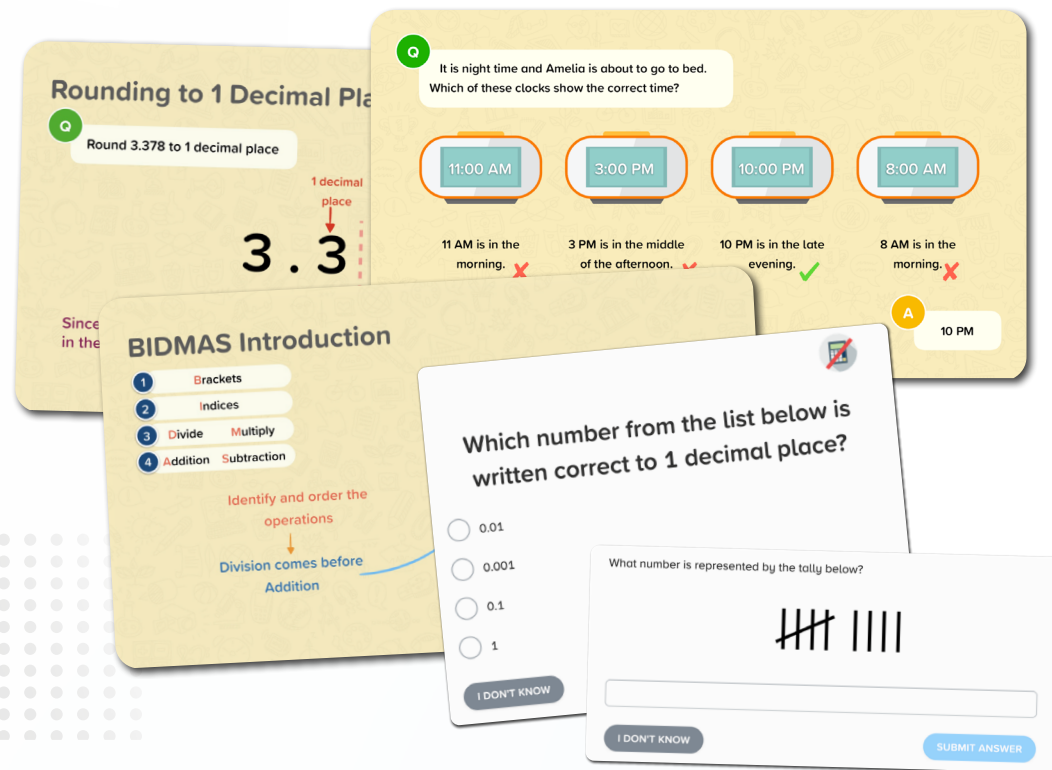 Rounding to 1 Decimal Pla
Q
Round 3.378 to 1 decimal place
1 decimal
place
3 . 3
Since
in the
Q
It is night time and Amelia is about to go to bed.
Which of these clocks show the correct time?
11:00 AM
3:00 PM
10:00 PM
8:00 AM
11 AM is in the
morning.
3 PM is in the middle
of the afternoon.
10 PM is in the late
evening.
8 AM is in the
morning.
A
10 PM
BIDMAS Introduction
1 Brackets
2 Indices
3 Divide Multiply
4 Addition Subtraction
Identify and order the
operations
Division comes before
Addition
Which number from the list below is
written correct to 1 decimal place?
0.01
0.001
0.1
1
I DON'T KNOW
What number is represented by the tally below?
I DON'T KNOW
SUBMIT ANSWER